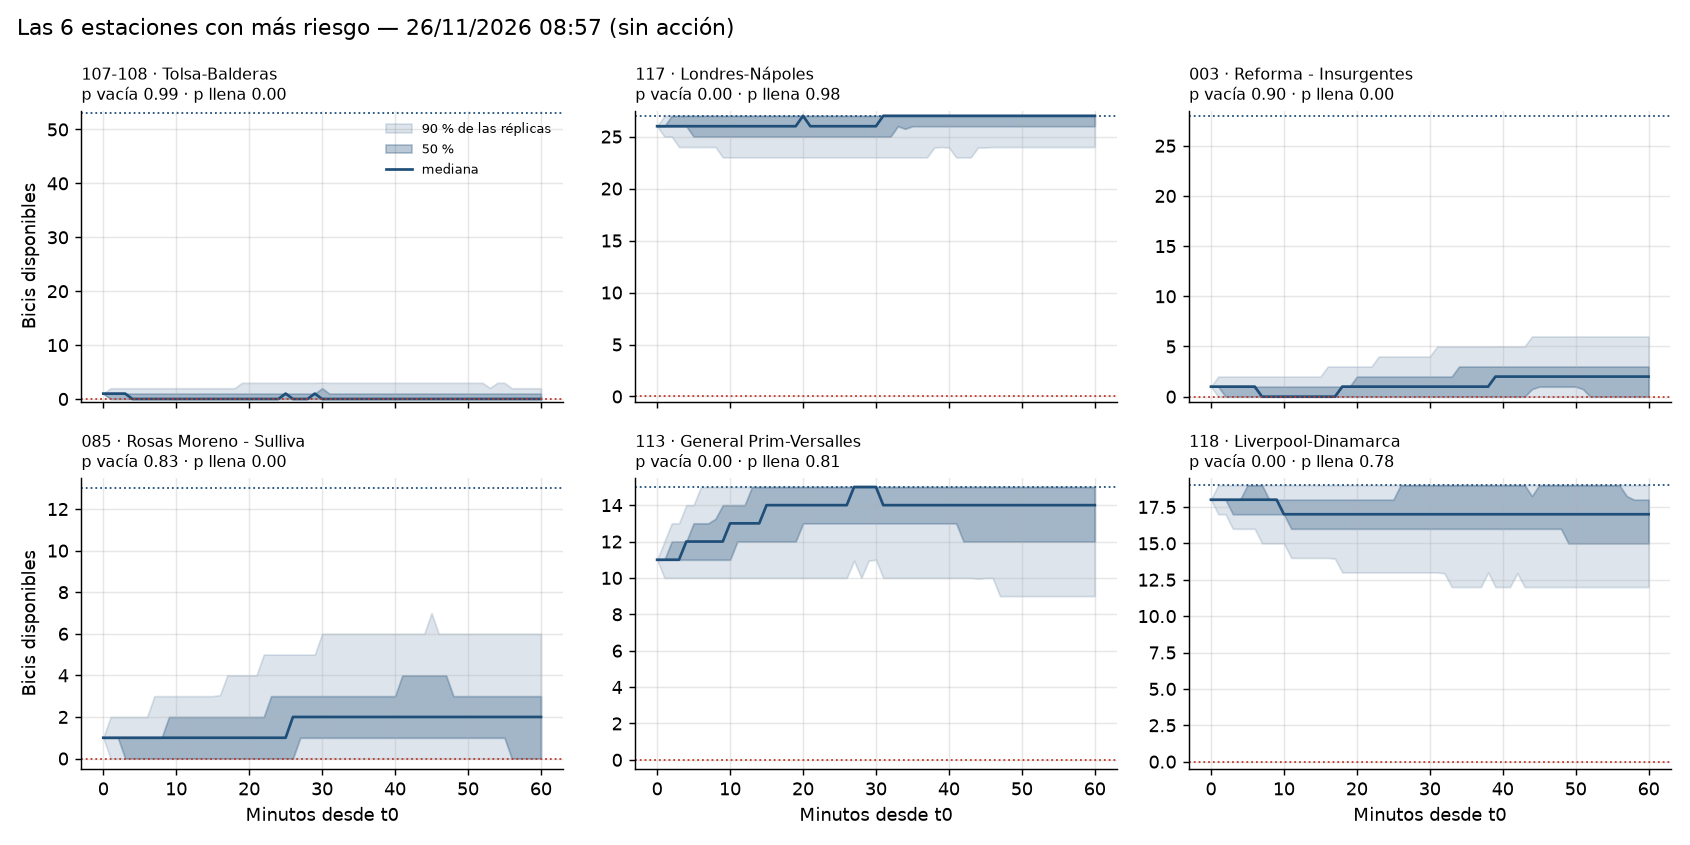 Las 6 estaciones con más riesgo — 26/11/2026 08:57 (sin acción)
107-108 · Tolsa-Balderas
p vacía 0.99 · p llena 0.00
Bicis disponibles
50
40
30
20
10
0
90 % de las réplicas
50 %
mediana
117 · Londres-Nápoles
p vacía 0.00 · p llena 0.98
25
20
15
10
5
0
003 · Reforma - Insurgentes
p vacía 0.90 · p llena 0.00
25
20
15
10
5
0
085 · Rosas Moreno - Sulliva
p vacía 0.83 · p llena 0.00
Bicis disponibles
12
10
8
6
4
2
0
0 10 20 30 40 50 60
Minutos desde t0
113 · General Prim-Versalles
p vacía 0.00 · p llena 0.81
14
12
10
8
6
4
2
0
0 10 20 30 40 50 60
Minutos desde t0
118 · Liverpool-Dinamarca
p vacía 0.00 · p llena 0.78
17.5
15.0
12.5
10.0
7.5
5.0
2.5
0.0
0 10 20 30 40 50 60
Minutos desde t0